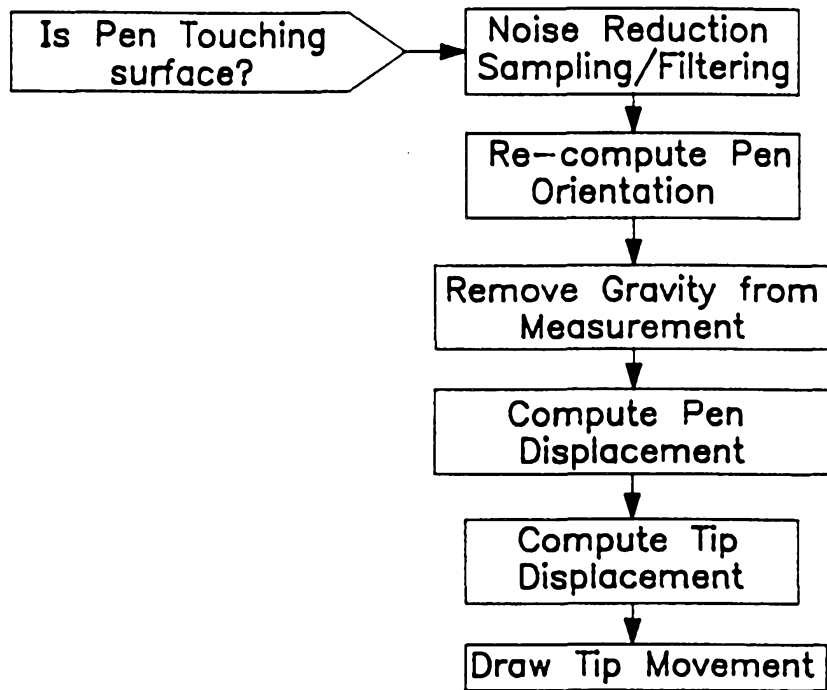 Is Pen Touching
surface?
Noise Reduction
Sampling/Filtering
Re-compute Pen
Orientation
Remove Gravity from
Measurement
Compute Pen
Displacement
Compute Tip
Displacement
Draw Tip Movement